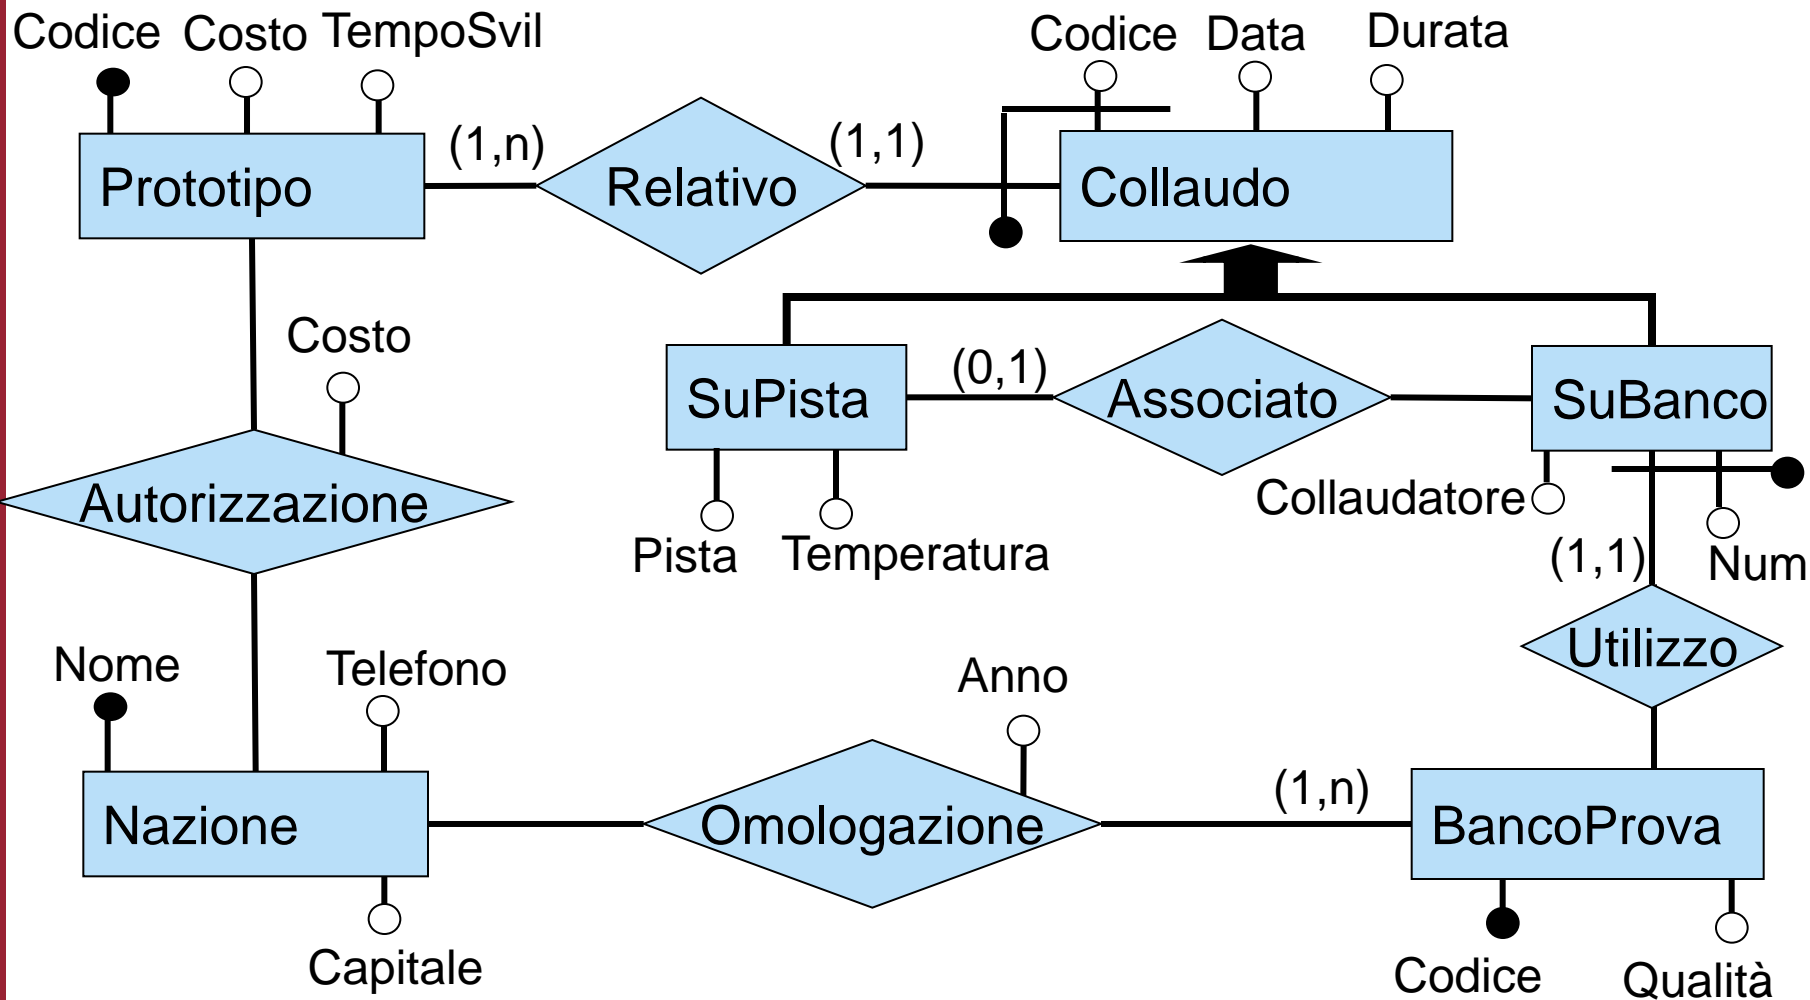 Codice Costo TempoSvil Codice Data Durata
Prototipo (1,n) Relativo (1,1) Collaudo
Costo
SuPista (0,1) Associato SuBanco
Autorizzazione Collaudatore
Pista Temperatura (1,1) Num
Nome Telefono Anno Utilizzo
Nazione Omologazione (1,n) BancoProva
Capitale Codice Qualità